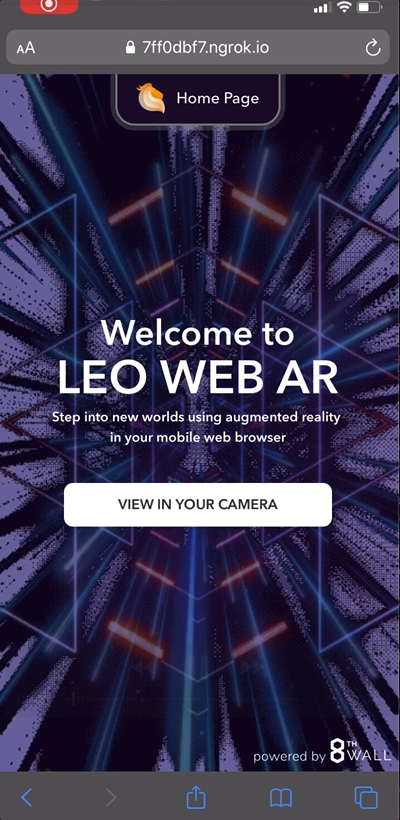 AA
7ff0dbf7.ngrok.io
Home Page
Welcome to
LEO WEB AR
Step into new worlds using augmented reality
in your mobile web browser
VIEW IN YOUR CAMERA
powered by 8TH WALL